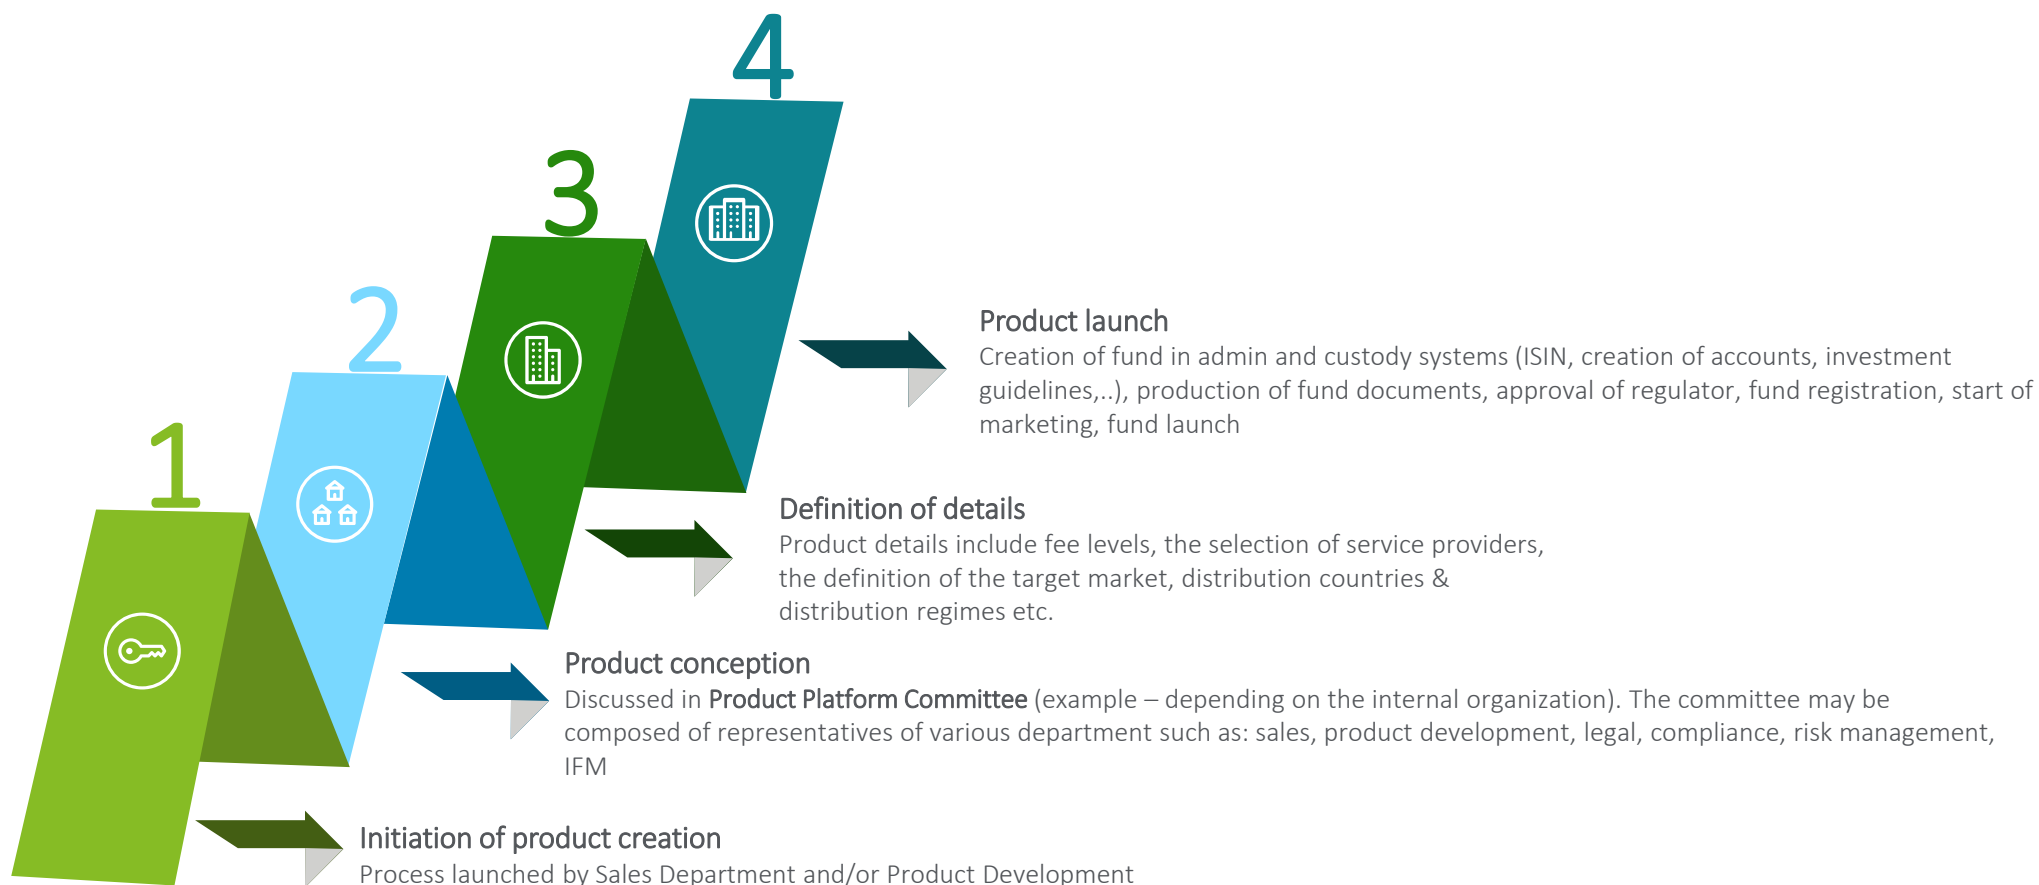 4
3
2
1
Product launch
Creation of fund in admin and custody systems (ISIN, creation of accounts, investment
guidelines,..), production of fund documents, approval of regulator, fund registration, start of
marketing, fund launch
Definition of details
Product details include fee levels, the selection of service providers,
the definition of the target market, distribution countries &
distribution regimes etc.
Product conception
Discussed in Product Platform Committee (example – depending on the internal organization). The committee may be
composed of representatives of various department such as: sales, product development, legal, compliance, risk management,
IFM
Initiation of product creation
Process launched by Sales Department and/or Product Development